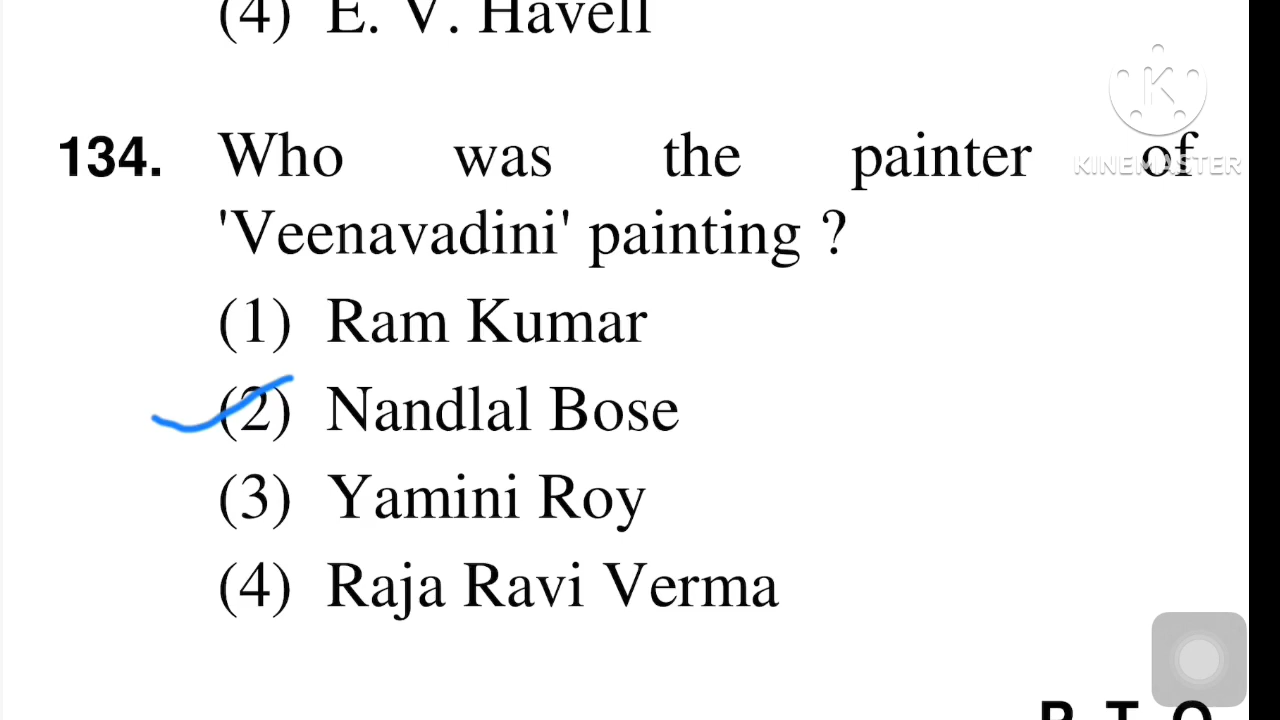 (4) E. V. Havell
K
KINEMASTER
134. Who was the painter of
'Veenavadini' painting ?
(1) Ram Kumar
(2) Nandlal Bose
(3) Yamini Roy
(4) Raja Ravi Verma
P. T. O.